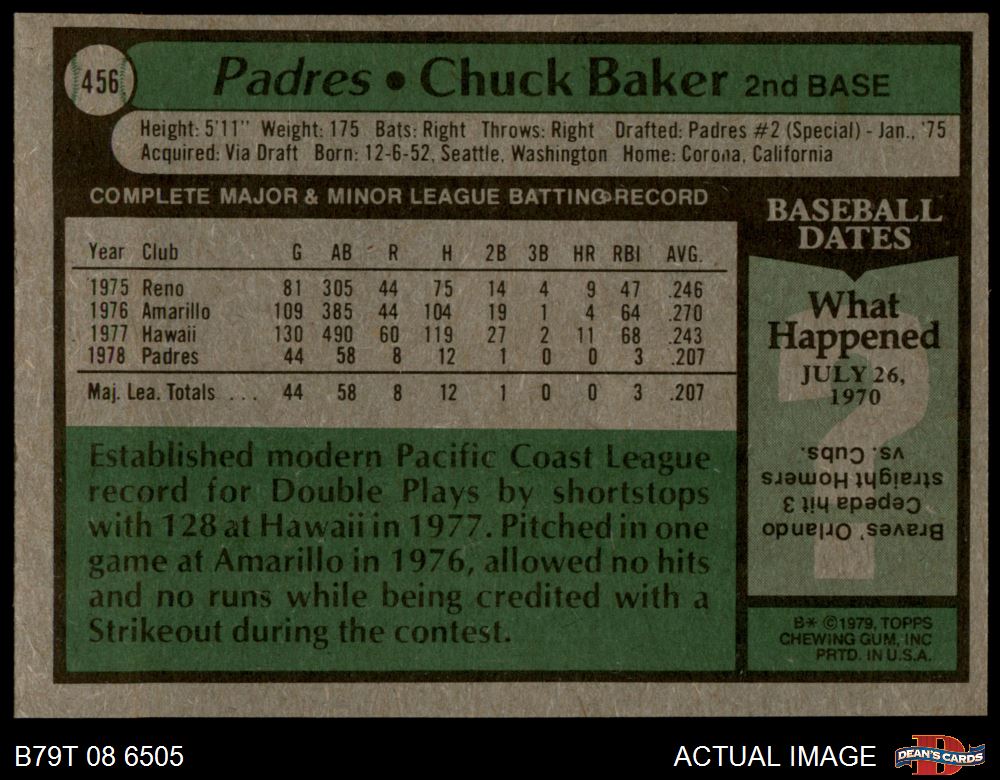 456
Padres • Chuck Baker 2nd BASE
Height: 5'11" Weight: 175 Bats: Right Throws: Right Drafted: Padres #2 (Special) - Jan., '75
Acquired: Via Draft Born: 12-6-52, Seattle, Washington Home: Corona, California
COMPLETE MAJOR & MINOR LEAGUE BATTING RECORD
Year Club G AB R H 2B 3B HR RBI AVG.
1975 Reno 81 305 44 75 14 4 9 47 .246
1976 Amarillo 109 385 44 104 19 1 4 64 .270
1977 Hawaii 130 490 60 119 27 2 11 68 .243
1978 Padres 44 58 8 12 1 0 0 3 .207
Maj. Lea. Totals ... 44 58 8 12 1 0 0 3 .207
Established modern Pacific Coast League
record for Double Plays by shortstops
with 128 at Hawaii in 1977. Pitched in one
game at Amarillo in 1976, allowed no hits
and no runs while being credited with a
Strikeout during the contest.
BASEBALL
DATES
What
Happened
JULY 26,
1970
?
Braves' Orlando
Cepeda hit 3
straight Homers
vs. Cubs.
B* ©1979, TOPPS
CHEWING GUM, INC
PRTD. IN U.S.A.
B79T 08 6505
ACTUAL IMAGE
D
DEAN'S CARDS